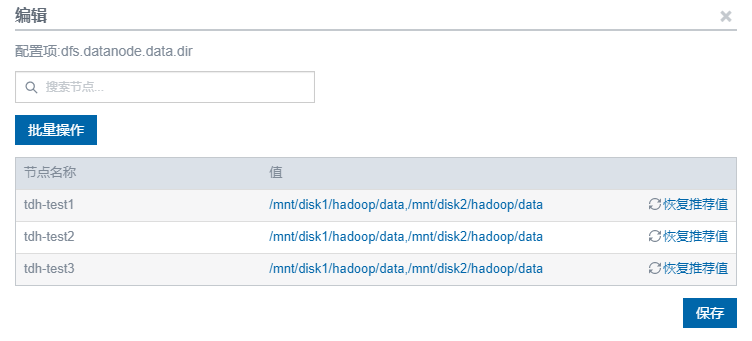 编辑
配置项:dfs.datanode.data.dir
搜索节点...
批量操作
节点名称 值
tdh-test1 /mnt/disk1/hadoop/data,/mnt/disk2/hadoop/data 恢复推荐值
tdh-test2 /mnt/disk1/hadoop/data,/mnt/disk2/hadoop/data 恢复推荐值
tdh-test3 /mnt/disk1/hadoop/data,/mnt/disk2/hadoop/data 恢复推荐值
保存